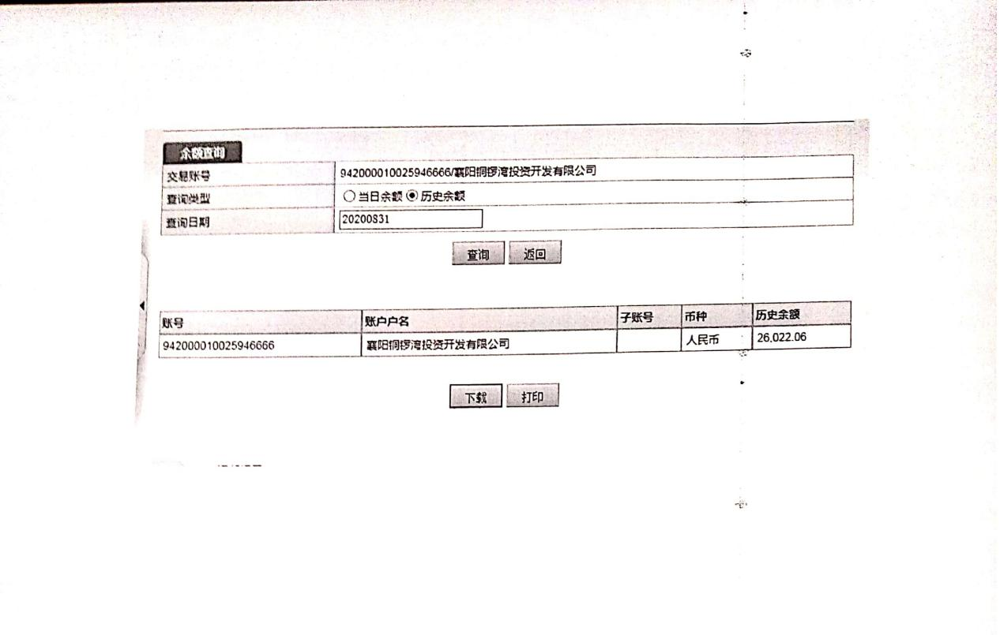 余额查询
交易账号 942000010025946666/襄阳铜锣湾投资开发有限公司
查询类型 当日余额 历史余额
查询日期 20200831
查询 返回
账号 账户户名 子账号 币种 历史余额
942000010025946666 襄阳铜锣湾投资开发有限公司 人民币 26,022.06
下载 打印